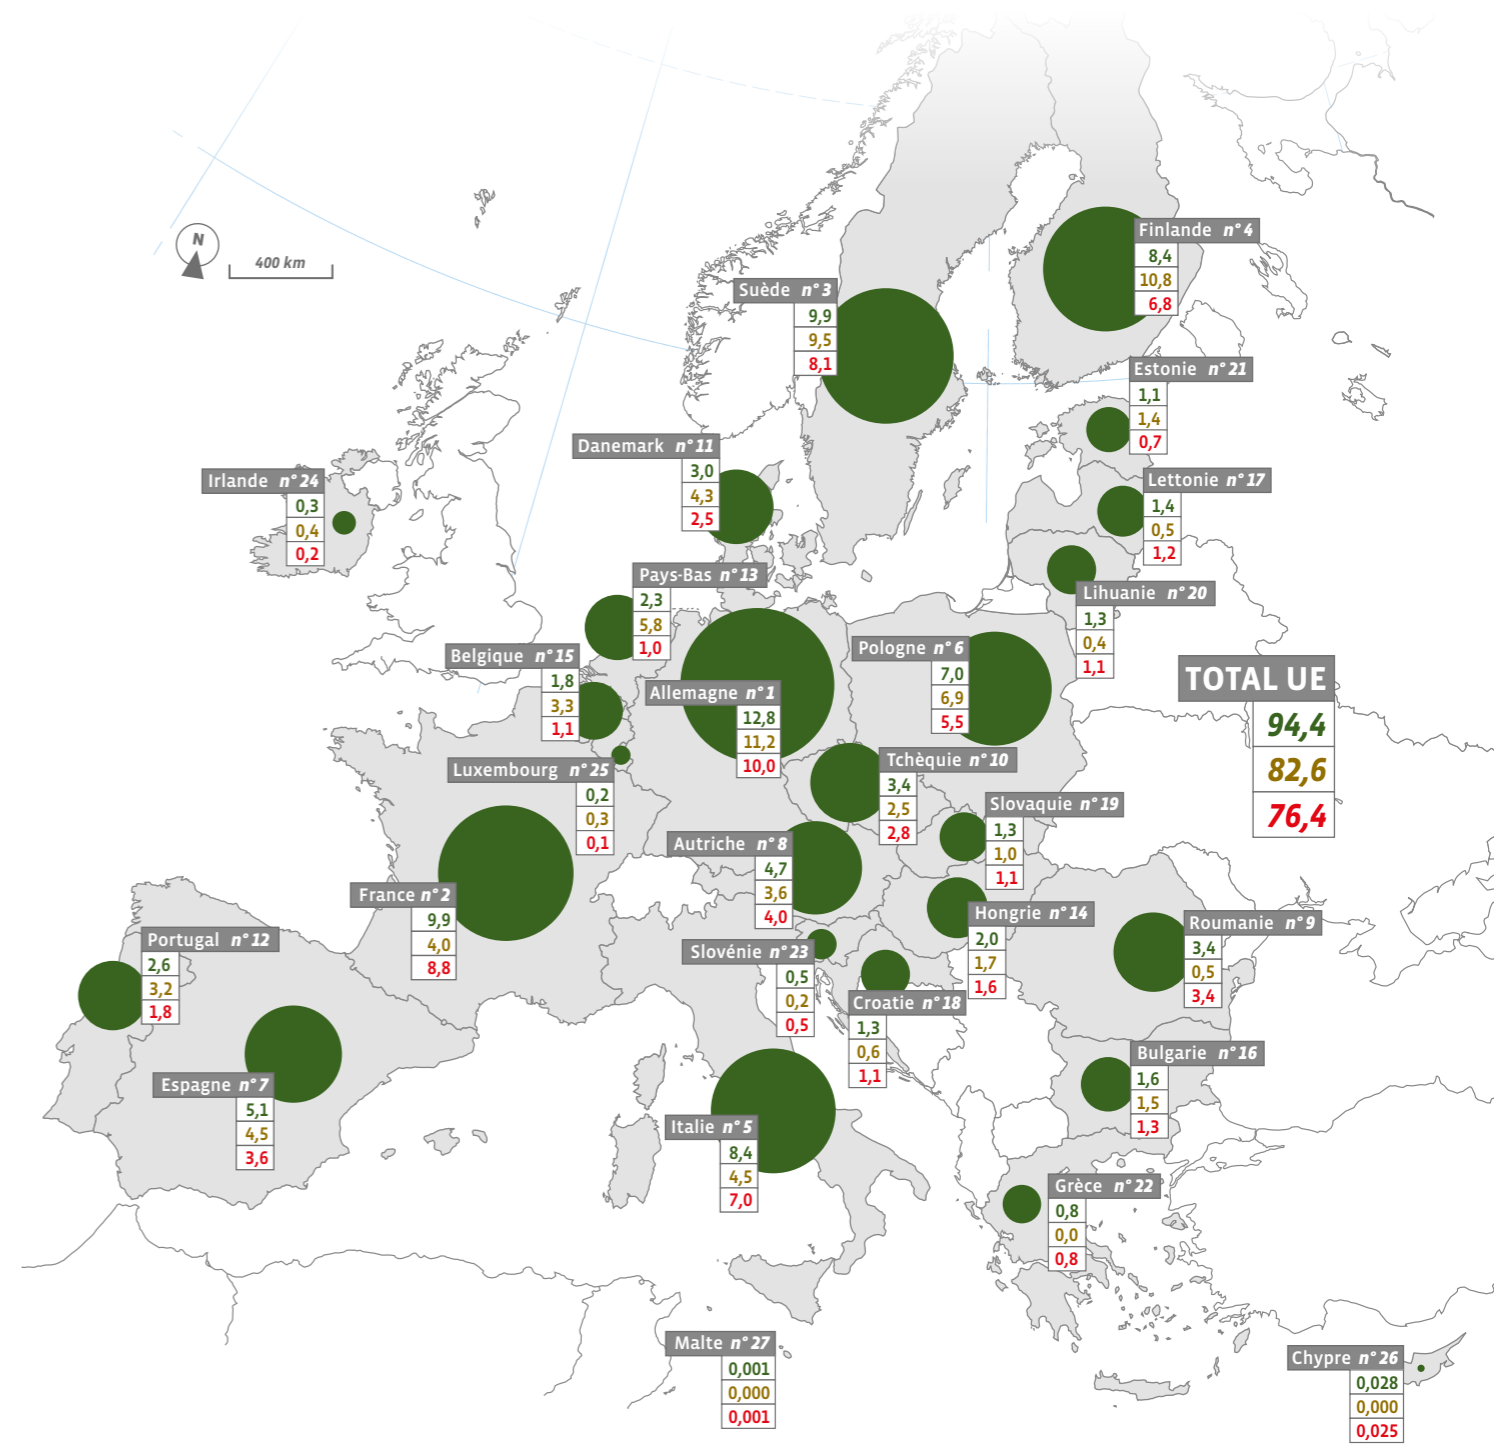 N
400 km
Finlande n°4
8,4
10,8
6,8
Suède n°3
9,9
9,5
8,1
Estonie n°21
1,1
1,4
0,7
Danemark n°11
3,0
4,3
2,5
Irlande n°24
0,3
0,4
0,2
Lettonie n°17
1,4
0,5
1,2
Pays-Bas n°13
2,3
5,8
1,0
Lihuanie n°20
1,3
0,4
1,1
Belgique n°15
1,8
3,3
1,1
Pologne n°6
7,0
6,9
5,5
TOTAL UE
94,4
82,6
76,4
Allemagne n°1
12,8
11,2
10,0
Luxembourg n°25
0,2
0,3
0,1
Tchèquie n°10
3,4
2,5
2,8
Slovaquie n°19
1,3
1,0
1,1
Autriche n°8
4,7
3,6
4,0
France n°2
9,9
4,0
8,8
Hongrie n°14
2,0
1,7
1,6
Roumanie n°9
3,4
0,5
3,4
Portugal n°12
2,6
3,2
1,8
Slovénie n°23
0,5
0,2
0,5
Croatie n°18
1,3
0,6
1,1
Bulgarie n°16
1,6
1,5
1,3
Espagne n°7
5,1
4,5
3,6
Italie n°5
8,4
4,5
7,0
Grèce n°22
0,8
0,0
0,8
Malte n°27
0,001
0,000
0,001
Chypre n°26
0,028
0,000
0,025